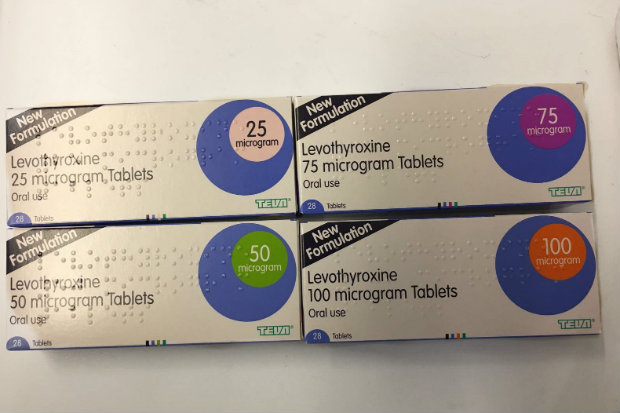 New
Formulation
25
microgram
Levothyroxine
25 microgram Tablets
Oral use
TEVA
28 Tablets
New
Formulation
75
microgram
Levothyroxine
75 microgram Tablets
Oral use
TEVA
28 Tablets
New
Formulation
50
microgram
Levothyroxine
50 microgram Tablets
Oral use
TEVA
28 Tablets
New
Formulation
100
microgram
Levothyroxine
100 microgram Tablets
Oral use
TEVA
28 Tablets